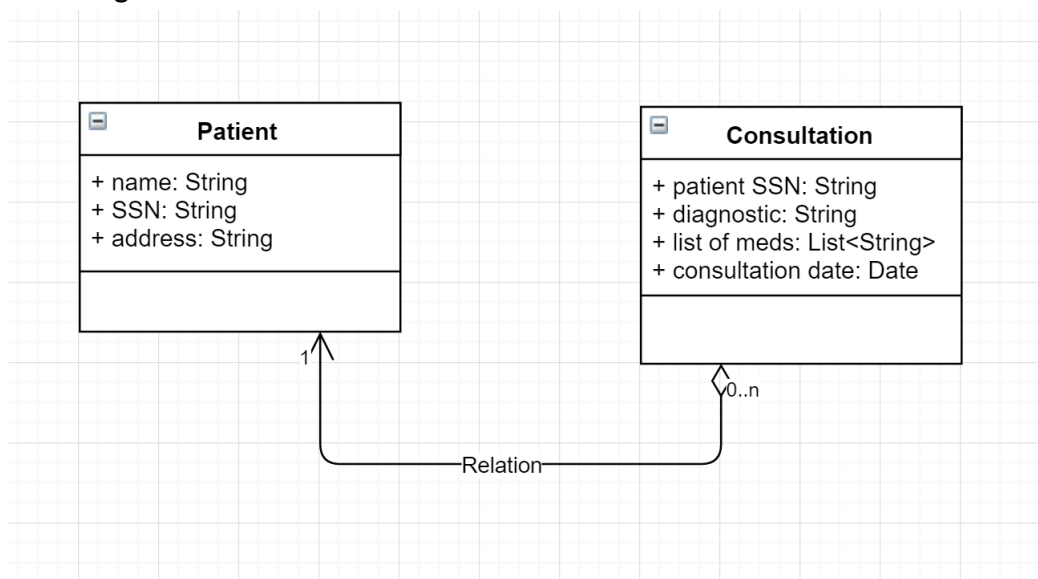 Patient
+ name: String
+ SSN: String
+ address: String
Consultation
+ patient SSN: String
+ diagnostic: String
+ list of meds: List<String>
+ consultation date: Date
1
0..n
Relation